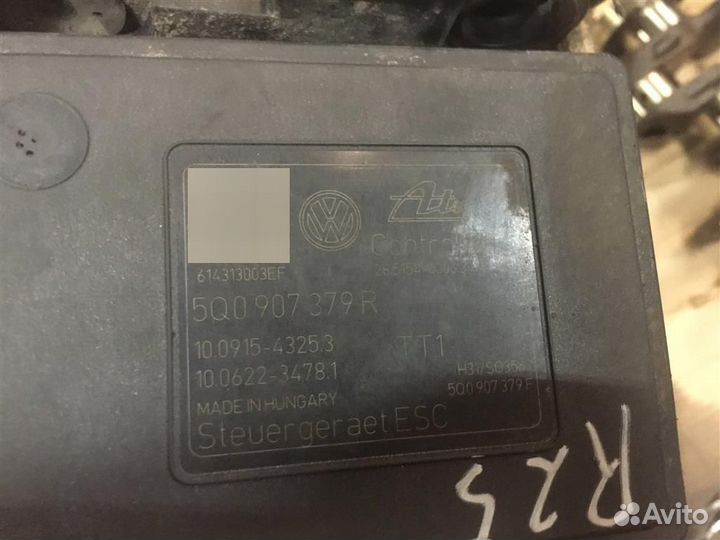 Ate
614313003EF
5Q0 907 379 R
10.0915-4325.3 TT1
10.0622-3478.1
5Q0 907 379 F
MADE IN HUNGARY
Steuergeraet ESC
R25
Avito